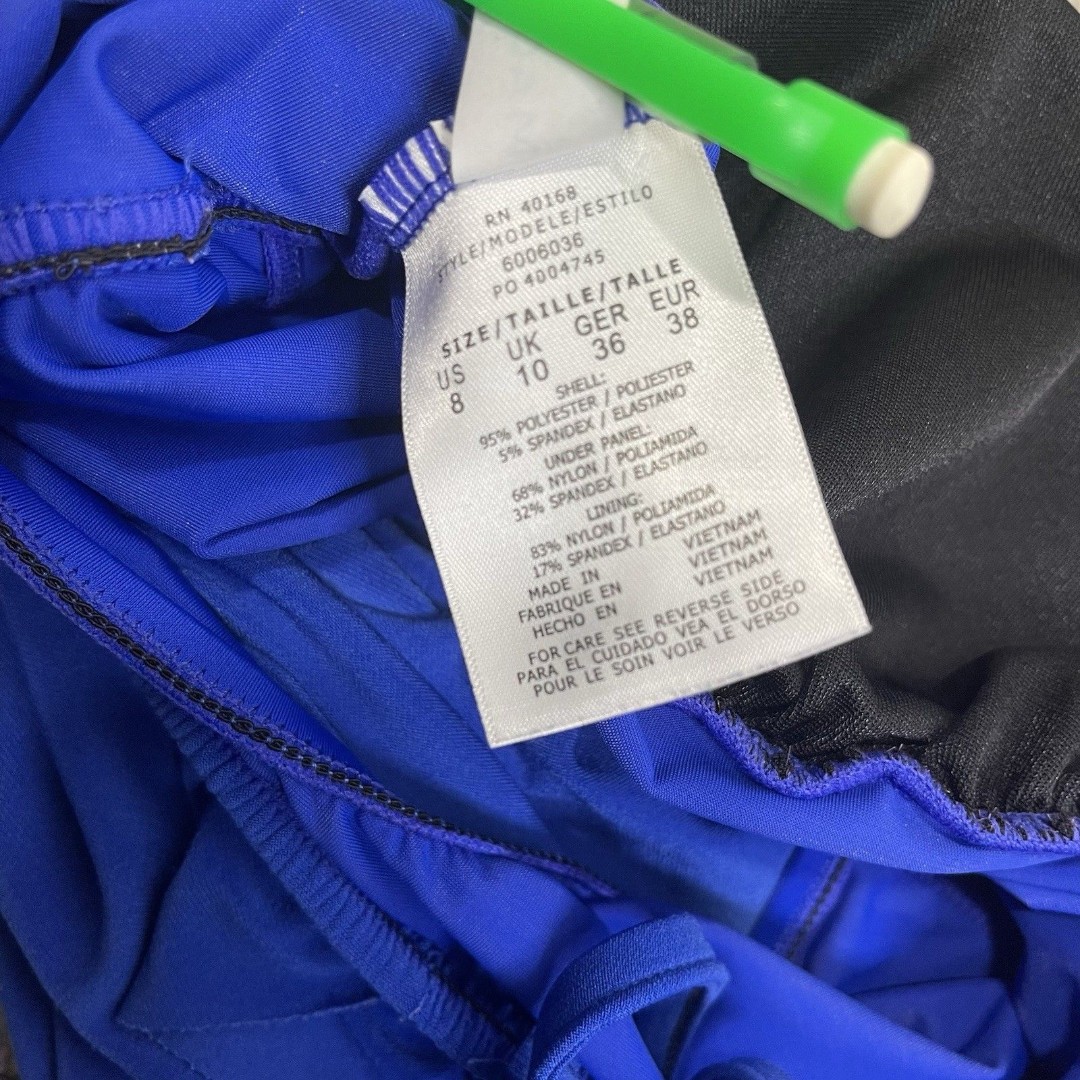 RN 40168
STYLE/MODELE/ESTILO
6006036
PO 4004745
SIZE/TAILLE/TALLE
US UK GER EUR
8 10 36 38
SHELL:
95% POLYESTER / POLIESTER
5% SPANDEX / ELASTANO
UNDER PANEL:
68% NYLON / POLIAMIDA
32% SPANDEX / ELASTANO
LINING:
83% NYLON / POLIAMIDA
17% SPANDEX / ELASTANO
MADE IN VIETNAM
FABRIQUE EN VIETNAM
HECHO EN VIETNAM
FOR CARE SEE REVERSE SIDE
PARA EL CUIDADO VEA EL DORSO
POUR LE SOIN VOIR LE VERSO